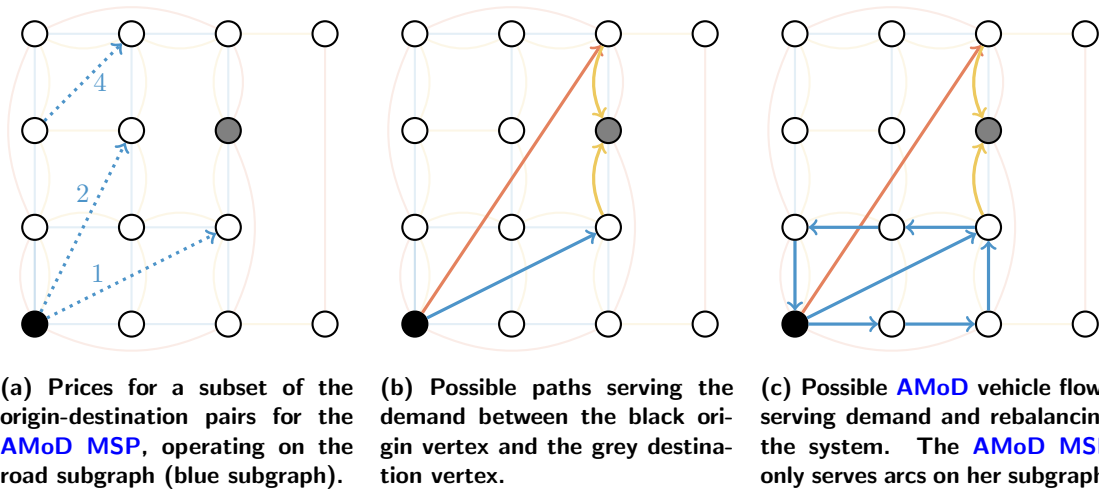 4
2
1
(a) Prices for a subset of the
origin-destination pairs for the
AMoD MSP, operating on the
road subgraph (blue subgraph).
(b) Possible paths serving the
demand between the black ori-
gin vertex and the grey destina-
tion vertex.
(c) Possible AMoD vehicle flow
serving demand and rebalancin
the system. The AMoD MSP
only serves arcs on her subgraph